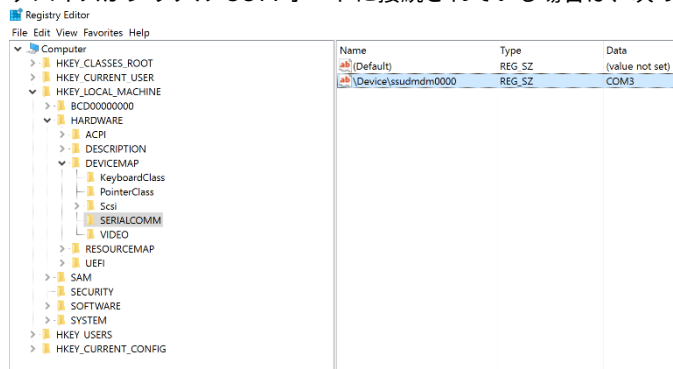 Registry Editor
File Edit View Favorites Help
Computer
HKEY_CLASSES_ROOT
HKEY_CURRENT_USER
HKEY_LOCAL_MACHINE
BCD00000000
HARDWARE
ACPI
DESCRIPTION
DEVICEMAP
KeyboardClass
PointerClass
Scsi
SERIALCOMM
VIDEO
RESOURCEMAP
UEFI
SAM
SECURITY
SOFTWARE
SYSTEM
HKEY_USERS
HKEY_CURRENT_CONFIG
Name Type Data
(Default) REG_SZ (value not set)
\Device\ssudmdm0000 REG_SZ COM3